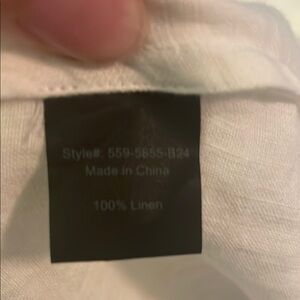 Style#: 559-5855-B24
Made in China
100% Linen